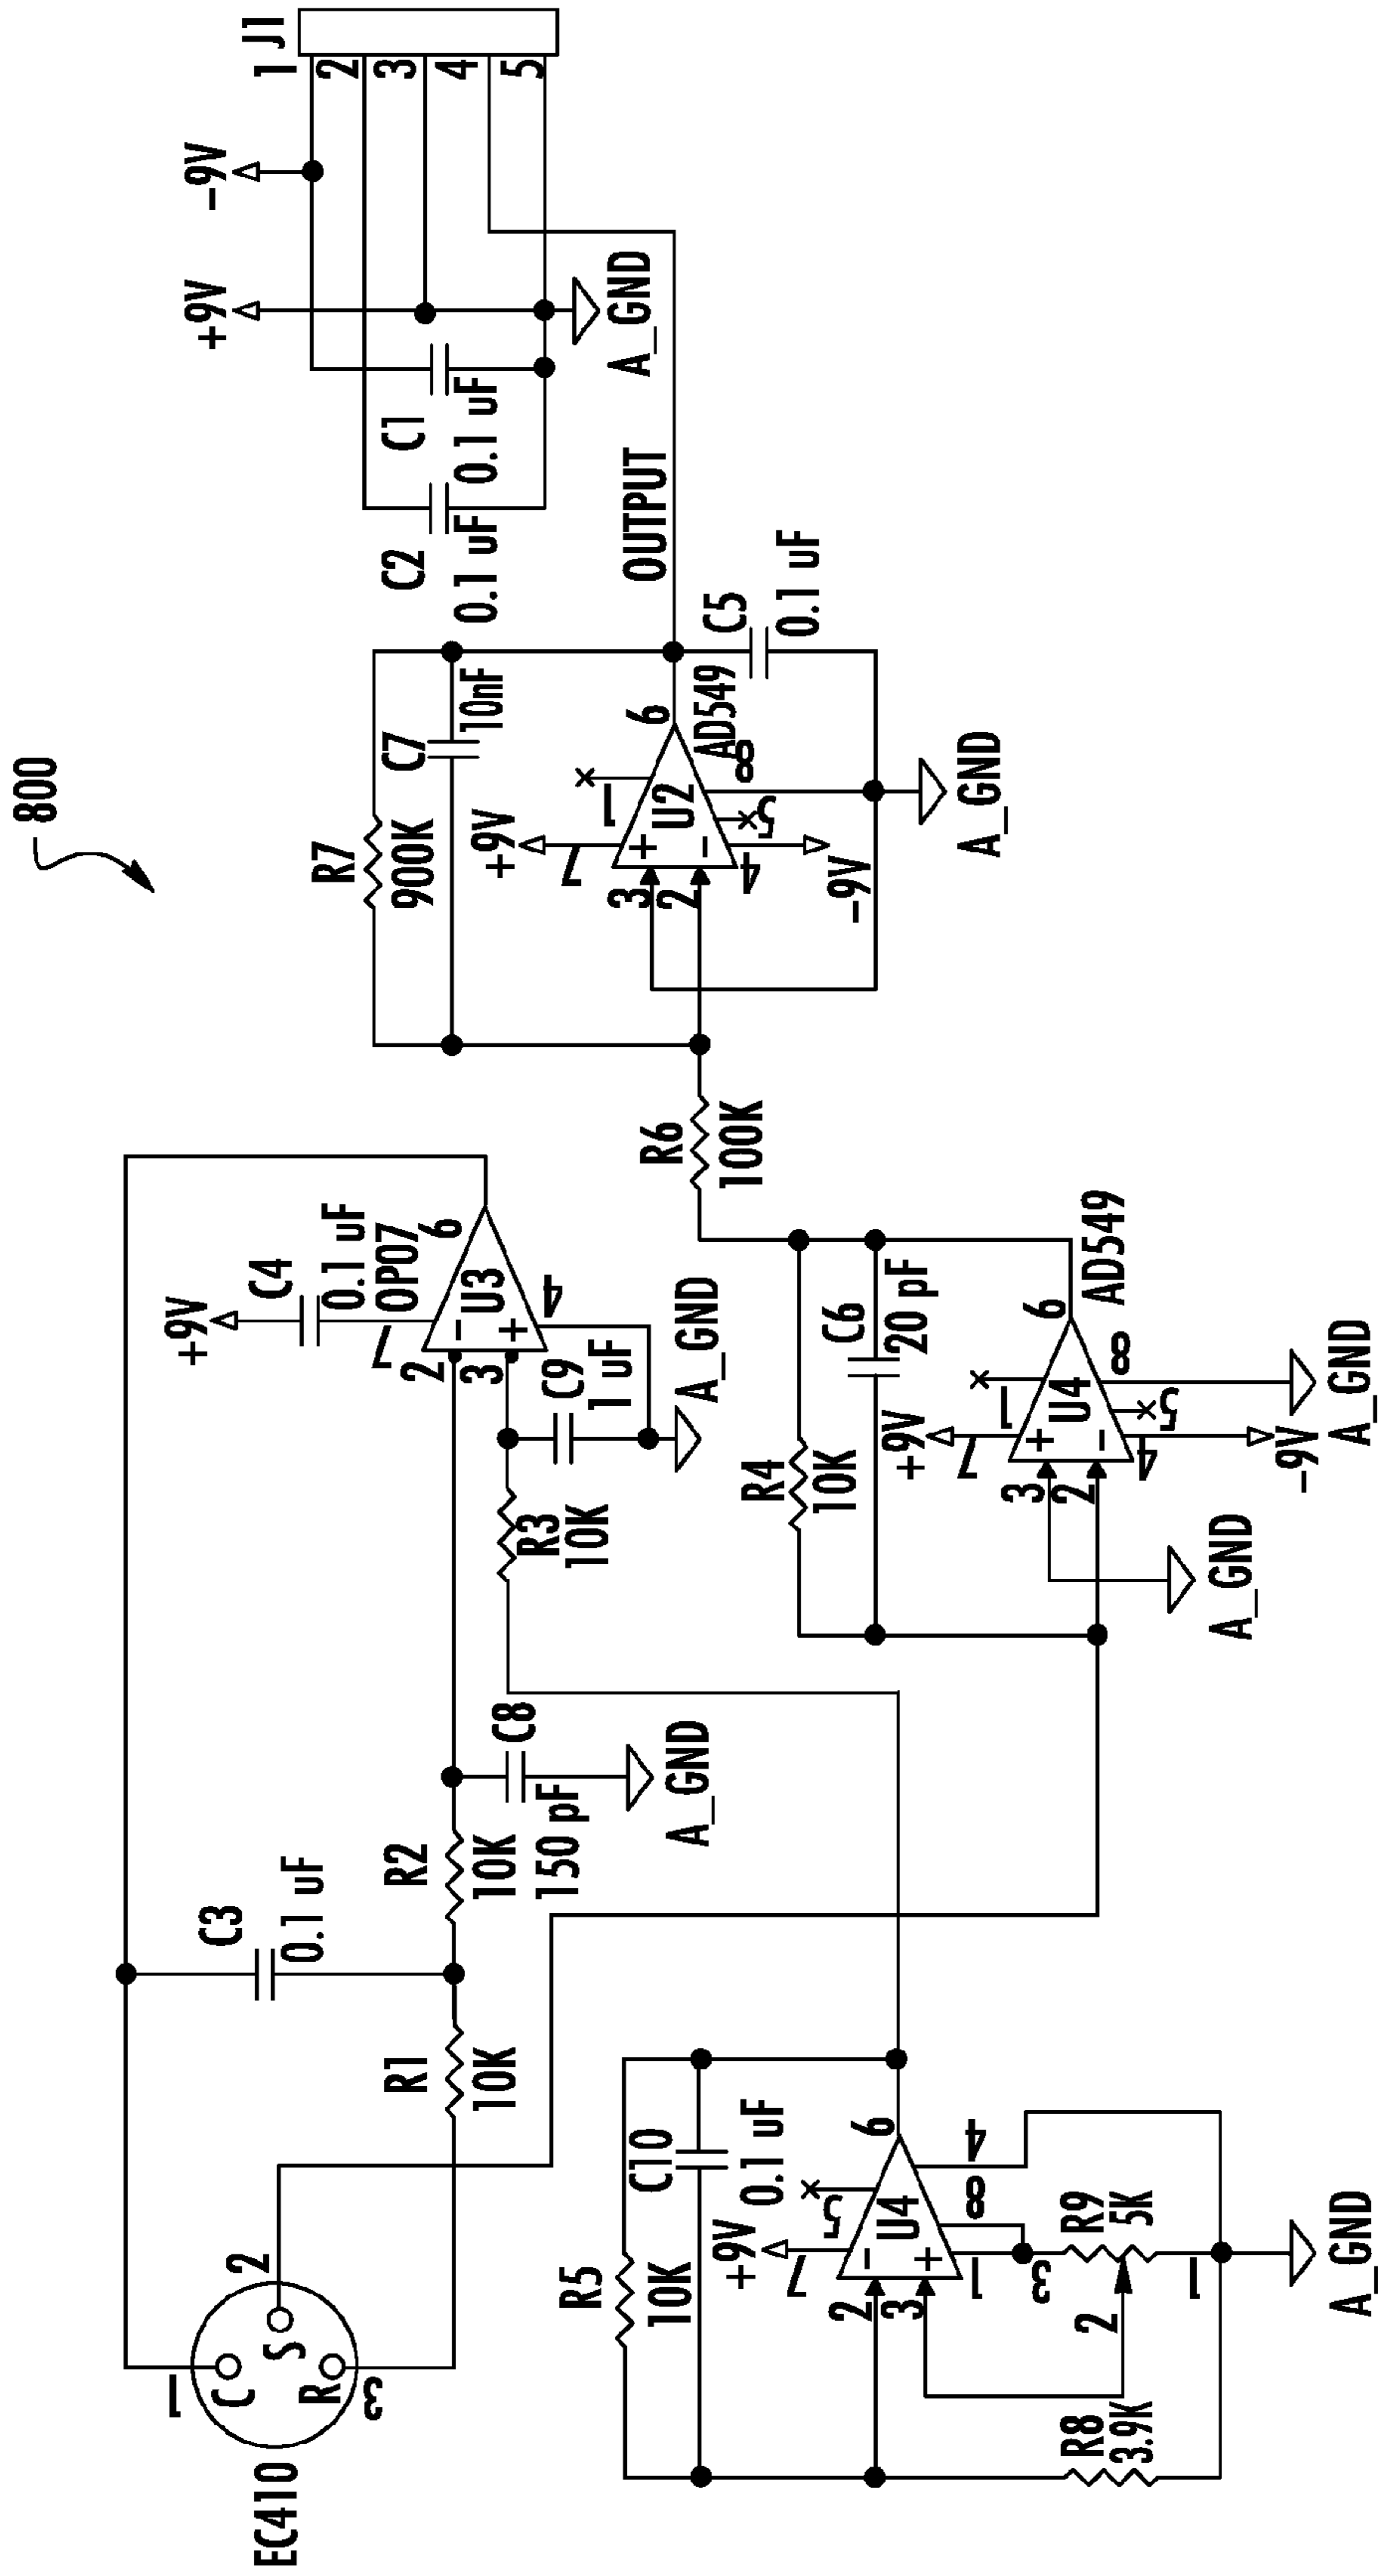 800
EC410
C
S
R
1
2
3
C3
0.1 uF
R1
10K
R2
10K
C8
150 pF
A_GND
+9V
C4
0.1 uF
OP07
7
2
3
6
4
U3
-
+
R3
10K
C9
1 uF
A_GND
R5
10K
C10
0.1 uF
+9V
7
5
6
2
3
U4
-
+
4
8
1
3
R9
5K
2
1
R8
3.9K
A_GND
R4
10K
C6
20 pF
+9V
7
1
6
AD549
3
2
U4
+
-
8
5
4
-9V
A_GND
A_GND
R6
100K
R7
900K
C7
10nF
+9V
7
1
6
AD549
3
2
U2
+
-
8
5
4
-9V
C5
0.1 uF
A_GND
OUTPUT
C2
0.1 uF
C1
0.1 uF
+9V
-9V
A_GND
J1
1
2
3
4
5